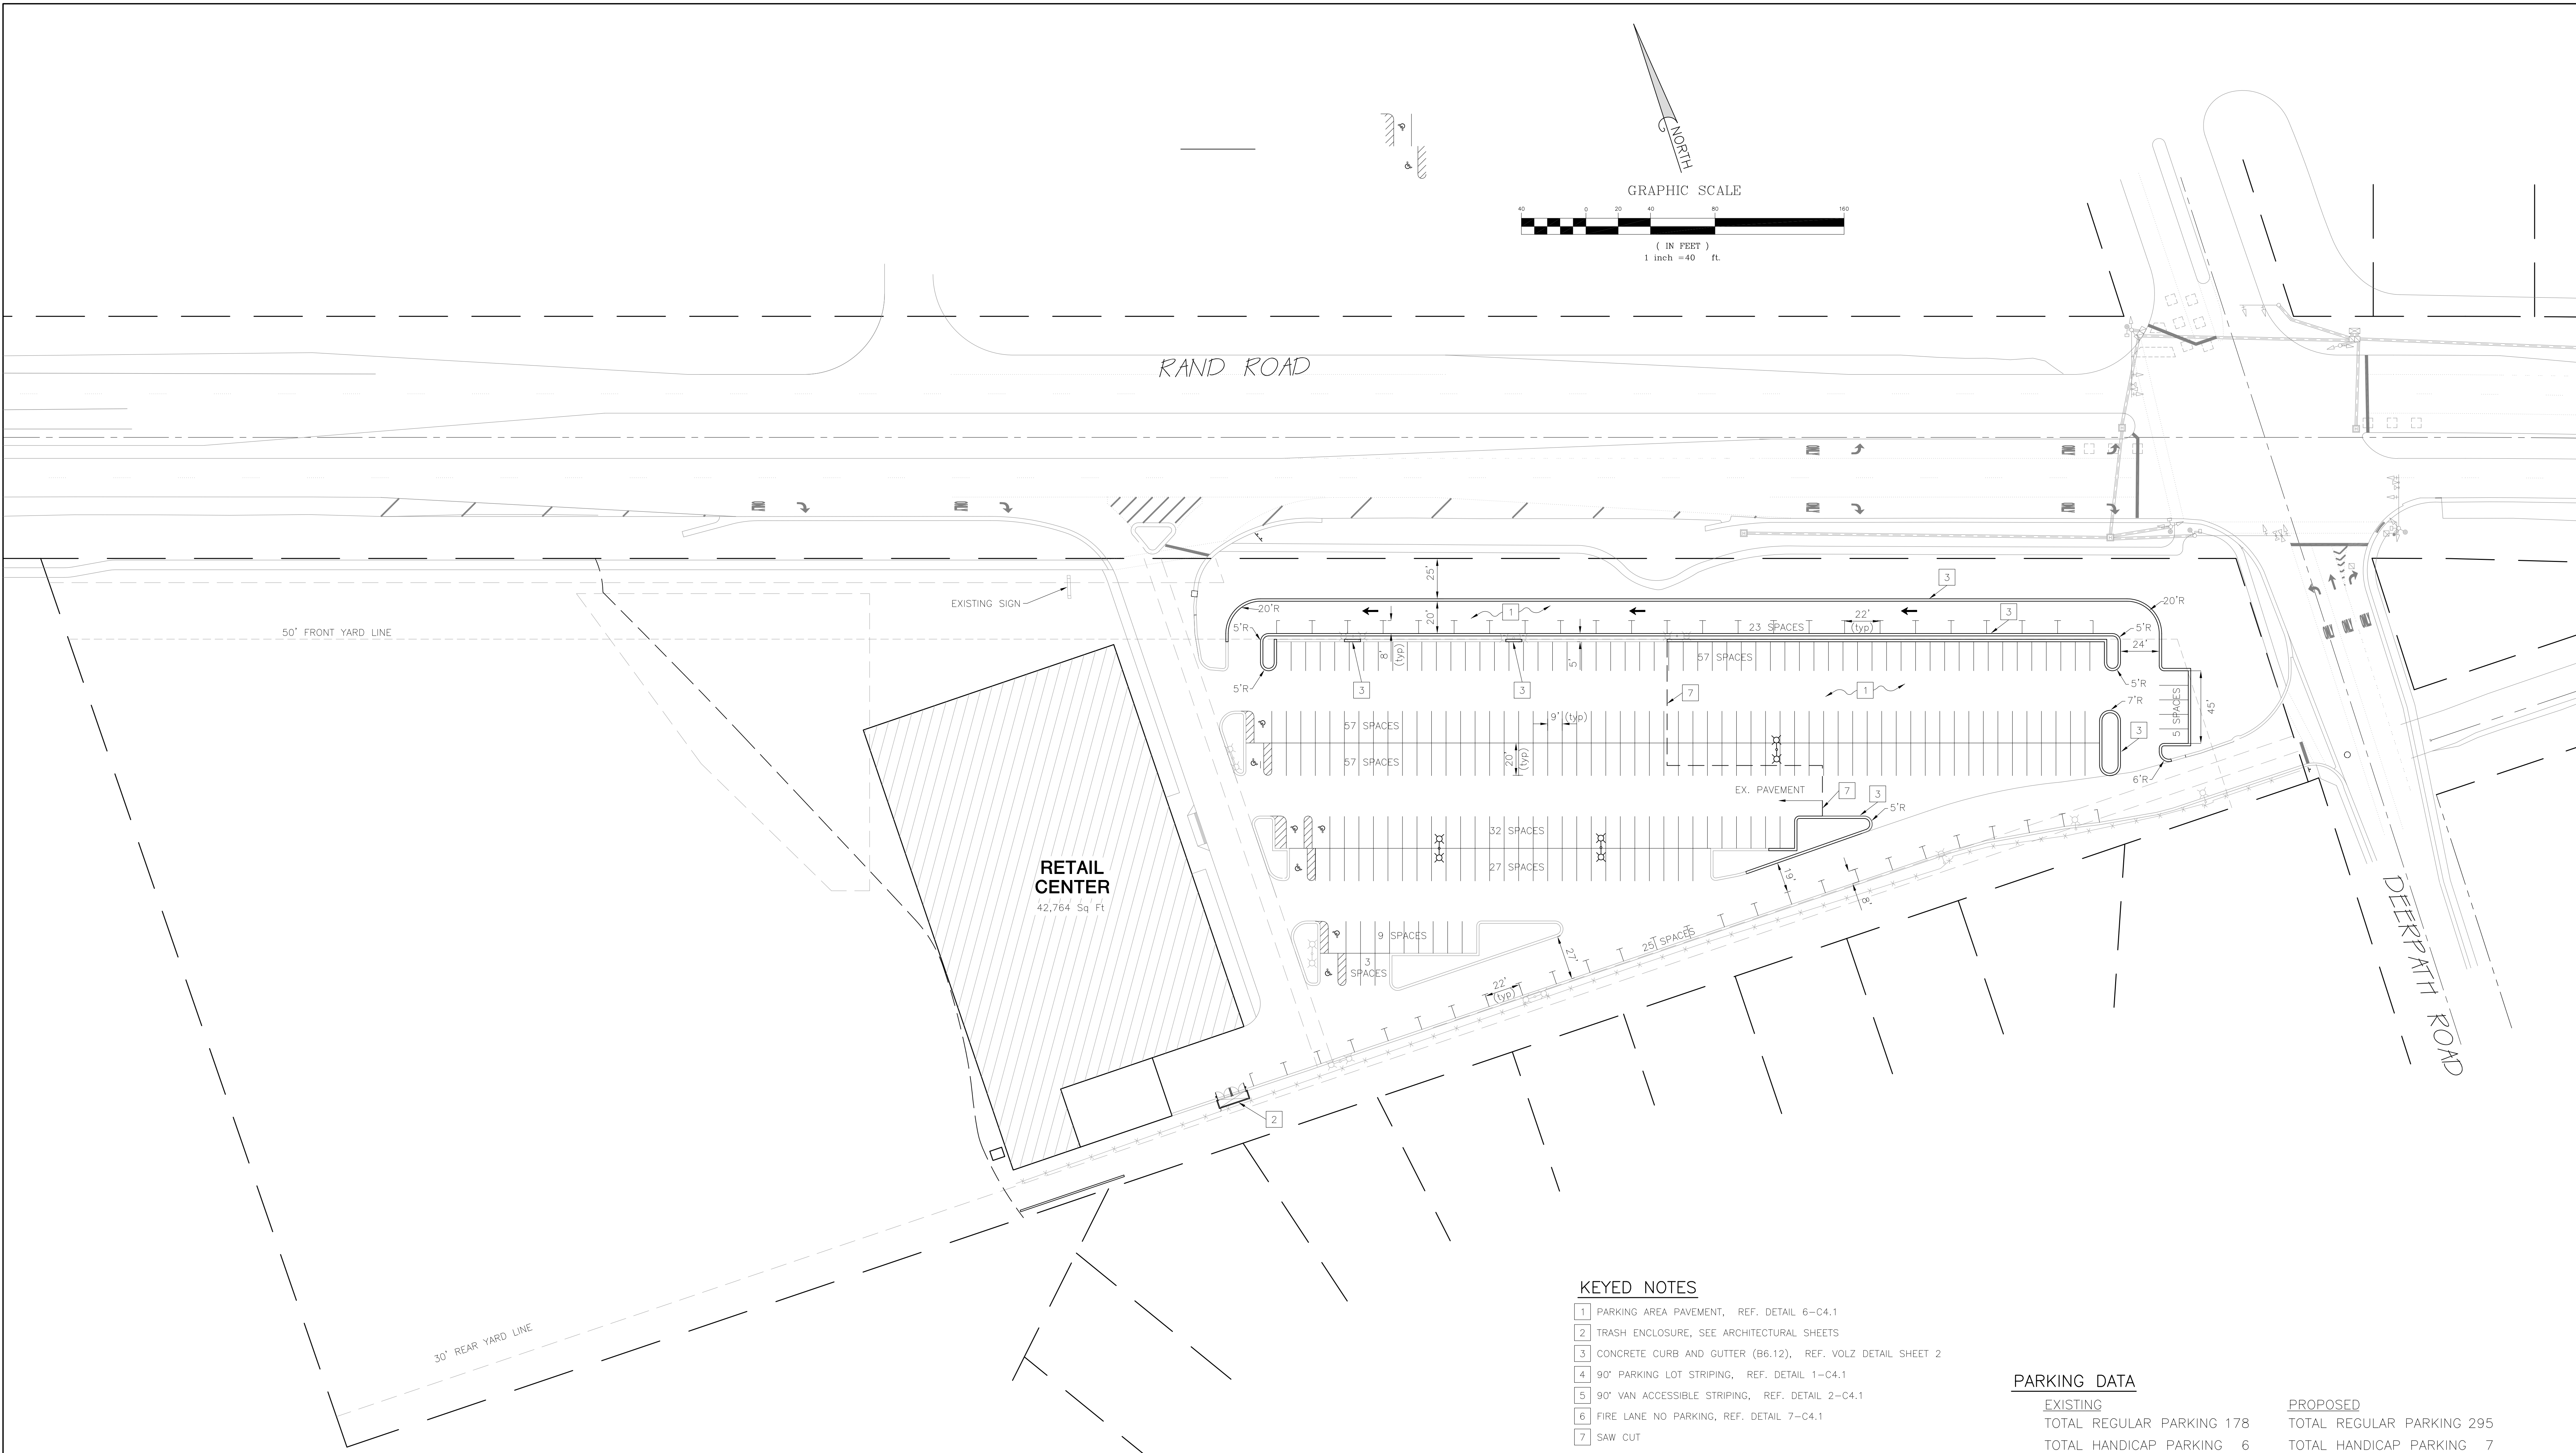 NORTH
GRAPHIC SCALE
40 0 20 40 80 160
( IN FEET )
1 inch =40 ft.
RAND ROAD
EXISTING SIGN
50' FRONT YARD LINE
25'
3
20'R
20'
1
3
20'R
5'R
23 SPACES
22'
(typ)
5'R
8'
(typ)
5'
57 SPACES
24'
5'R
3
3
7
1
5'R
7'R
5 SPACES
45'
57 SPACES
9' (typ)
3
57 SPACES
20'
(typ)
6'R
EX. PAVEMENT
7
3
5'R
32 SPACES
27 SPACES
19'
8'
RETAIL
CENTER
42,764 Sq Ft
9 SPACES
3
SPACES
27'
25 SPACES
22'
(typ)
2
DEERPATH ROAD
30' REAR YARD LINE
KEYED NOTES
1 PARKING AREA PAVEMENT, REF. DETAIL 6-C4.1
2 TRASH ENCLOSURE, SEE ARCHITECTURAL SHEETS
3 CONCRETE CURB AND GUTTER (B6.12), REF. VOLZ DETAIL SHEET 2
4 90° PARKING LOT STRIPING, REF. DETAIL 1-C4.1
5 90° VAN ACCESSIBLE STRIPING, REF. DETAIL 2-C4.1
6 FIRE LANE NO PARKING, REF. DETAIL 7-C4.1
7 SAW CUT
PARKING DATA
EXISTING
TOTAL REGULAR PARKING 178
TOTAL HANDICAP PARKING 6
PROPOSED
TOTAL REGULAR PARKING 295
TOTAL HANDICAP PARKING 7